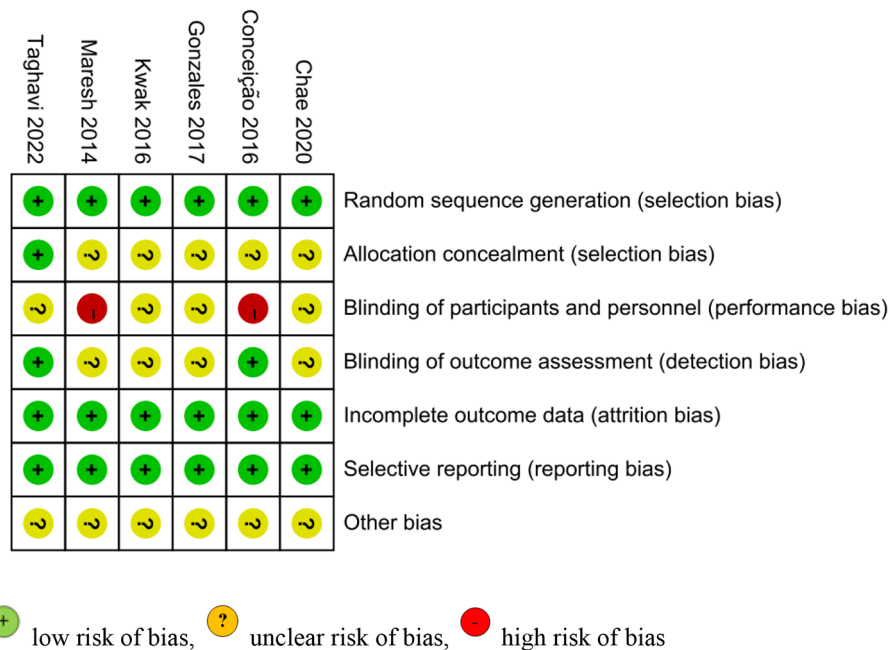 Taghavi 2022
Maresh 2014
Kwak 2016
Gonzales 2017
Conceição 2016
Chae 2020
+ + + + + + Random sequence generation (selection bias)
+ ? ? ? ? ? Allocation concealment (selection bias)
? - ? ? - ? Blinding of participants and personnel (performance bias)
+ ? ? ? + ? Blinding of outcome assessment (detection bias)
+ + + + + + Incomplete outcome data (attrition bias)
+ + + + + + Selective reporting (reporting bias)
? ? ? ? ? ? Other bias
+ low risk of bias, ? unclear risk of bias, - high risk of bias